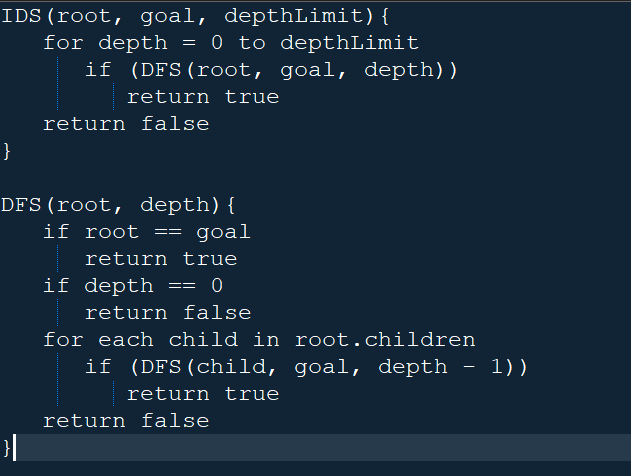 IDS(root, goal, depthLimit){
   for depth = 0 to depthLimit
      if (DFS(root, goal, depth))
         return true
   return false
}

DFS(root, depth){
   if root == goal
      return true
   if depth == 0
      return false
   for each child in root.children
      if (DFS(child, goal, depth - 1))
         return true
   return false
}